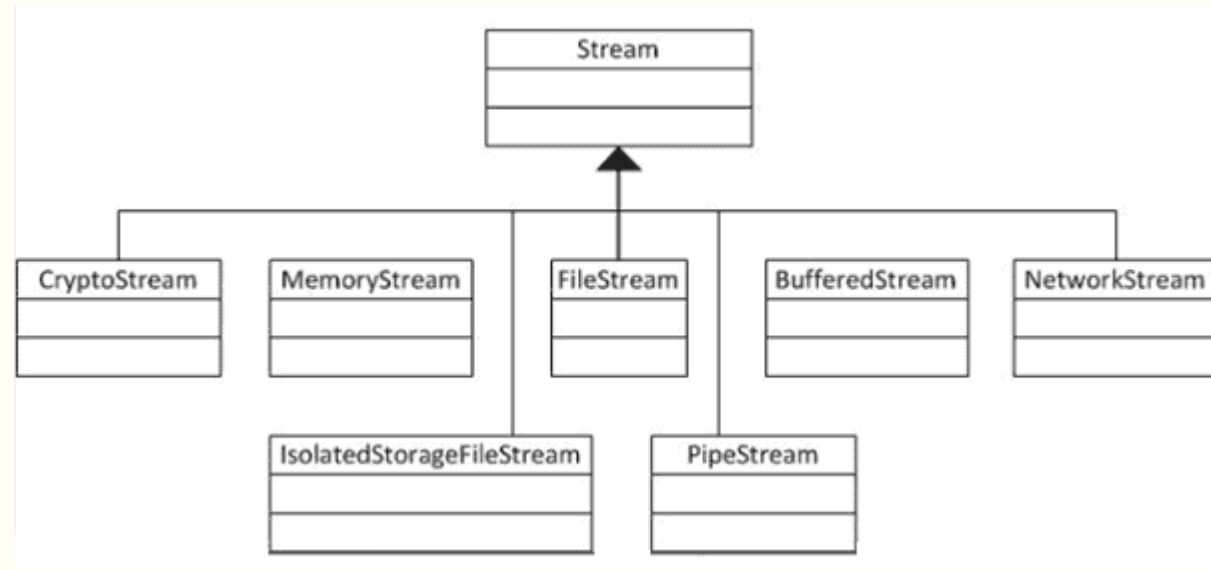 Stream
CryptoStream
MemoryStream
FileStream
BufferedStream
NetworkStream
IsolatedStorageFileStream
PipeStream